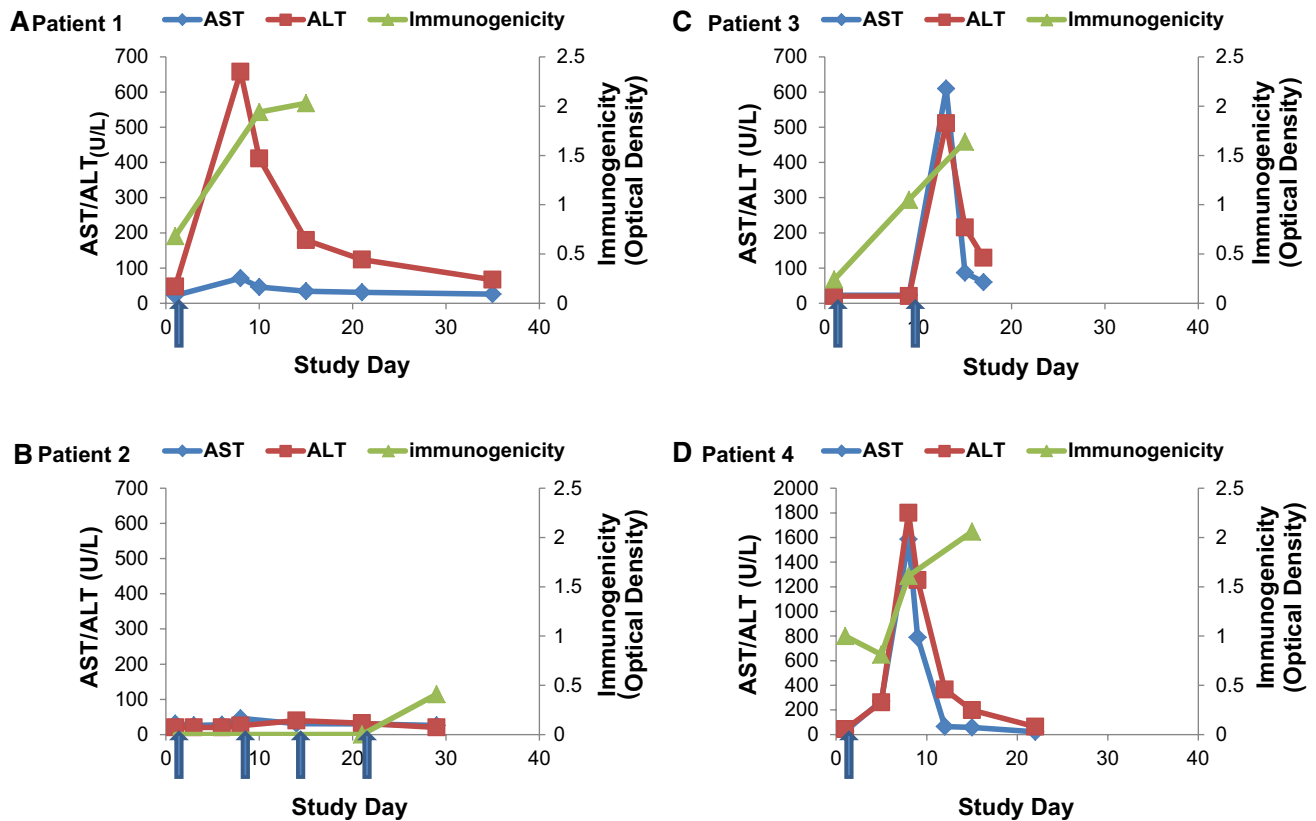 A Patient 1 AST ALT Immunogenicity
700
600
500
400
300
200
100
0
2.5
2
1.5
1
0.5
0
0 10 20 30 40
AST/ALT (U/L)
Immunogenicity
(Optical Density)
Study Day
C Patient 3 AST ALT Immunogenicity
700
600
500
400
300
200
100
0
2.5
2
1.5
1
0.5
0
0 10 20 30 40
AST/ALT (U/L)
Immunogenicity
(Optical Density)
Study Day
B Patient 2 AST ALT immunogenicity
700
600
500
400
300
200
100
0
2.5
2
1.5
1
0.5
0
0 10 20 30 40
AST/ALT (U/L)
Immunogenicity
(Optical Density)
Study Day
D Patient 4 AST ALT Immunogenicity
2000
1800
1600
1400
1200
1000
800
600
400
200
0
2.5
2
1.5
1
0.5
0
0 10 20 30 40
AST/ALT (U/L)
Immunogenicity
(Optical Density)
Study Day